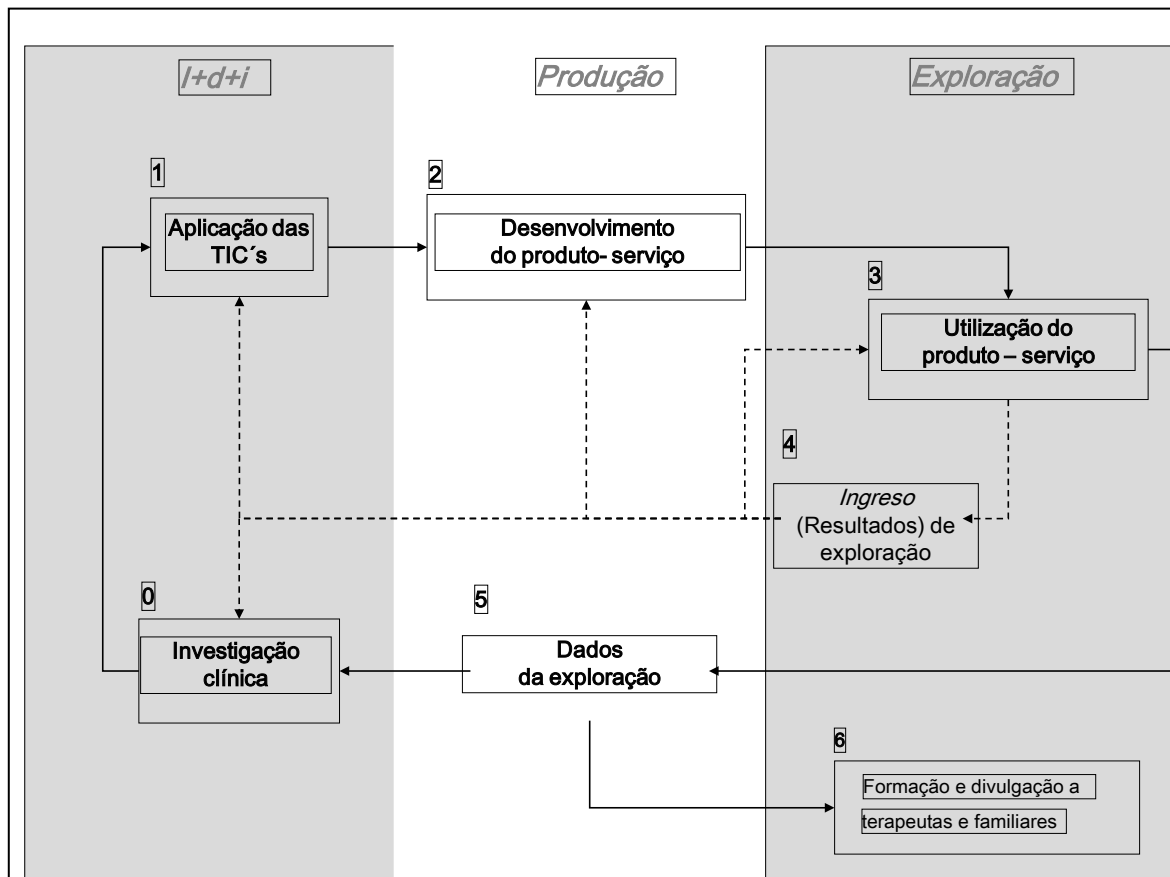 I+d+i
Produção
Exploração
1
Aplicação das
TIC´s
2
Desenvolvimento
do produto- serviço
3
Utilização do
produto – serviço
4
Ingreso
(Resultados) de
exploração
0
Investigação
clínica
5
Dados
da exploração
6
Formação e divulgação a
terapeutas e familiares